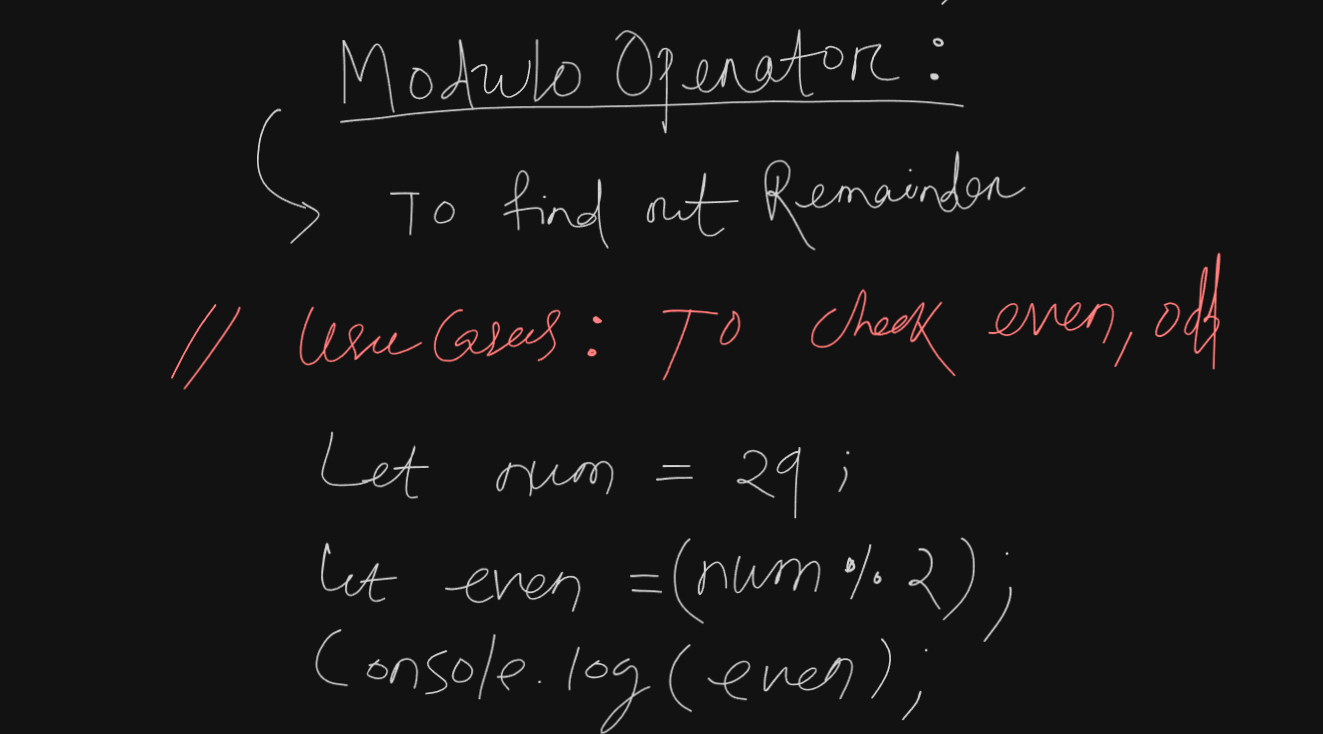 Modulo Operator:
To find out Remainder
// Use Cases: To check even, odd
Let num = 29;
Let even = (num % 2);
Console.log(even);